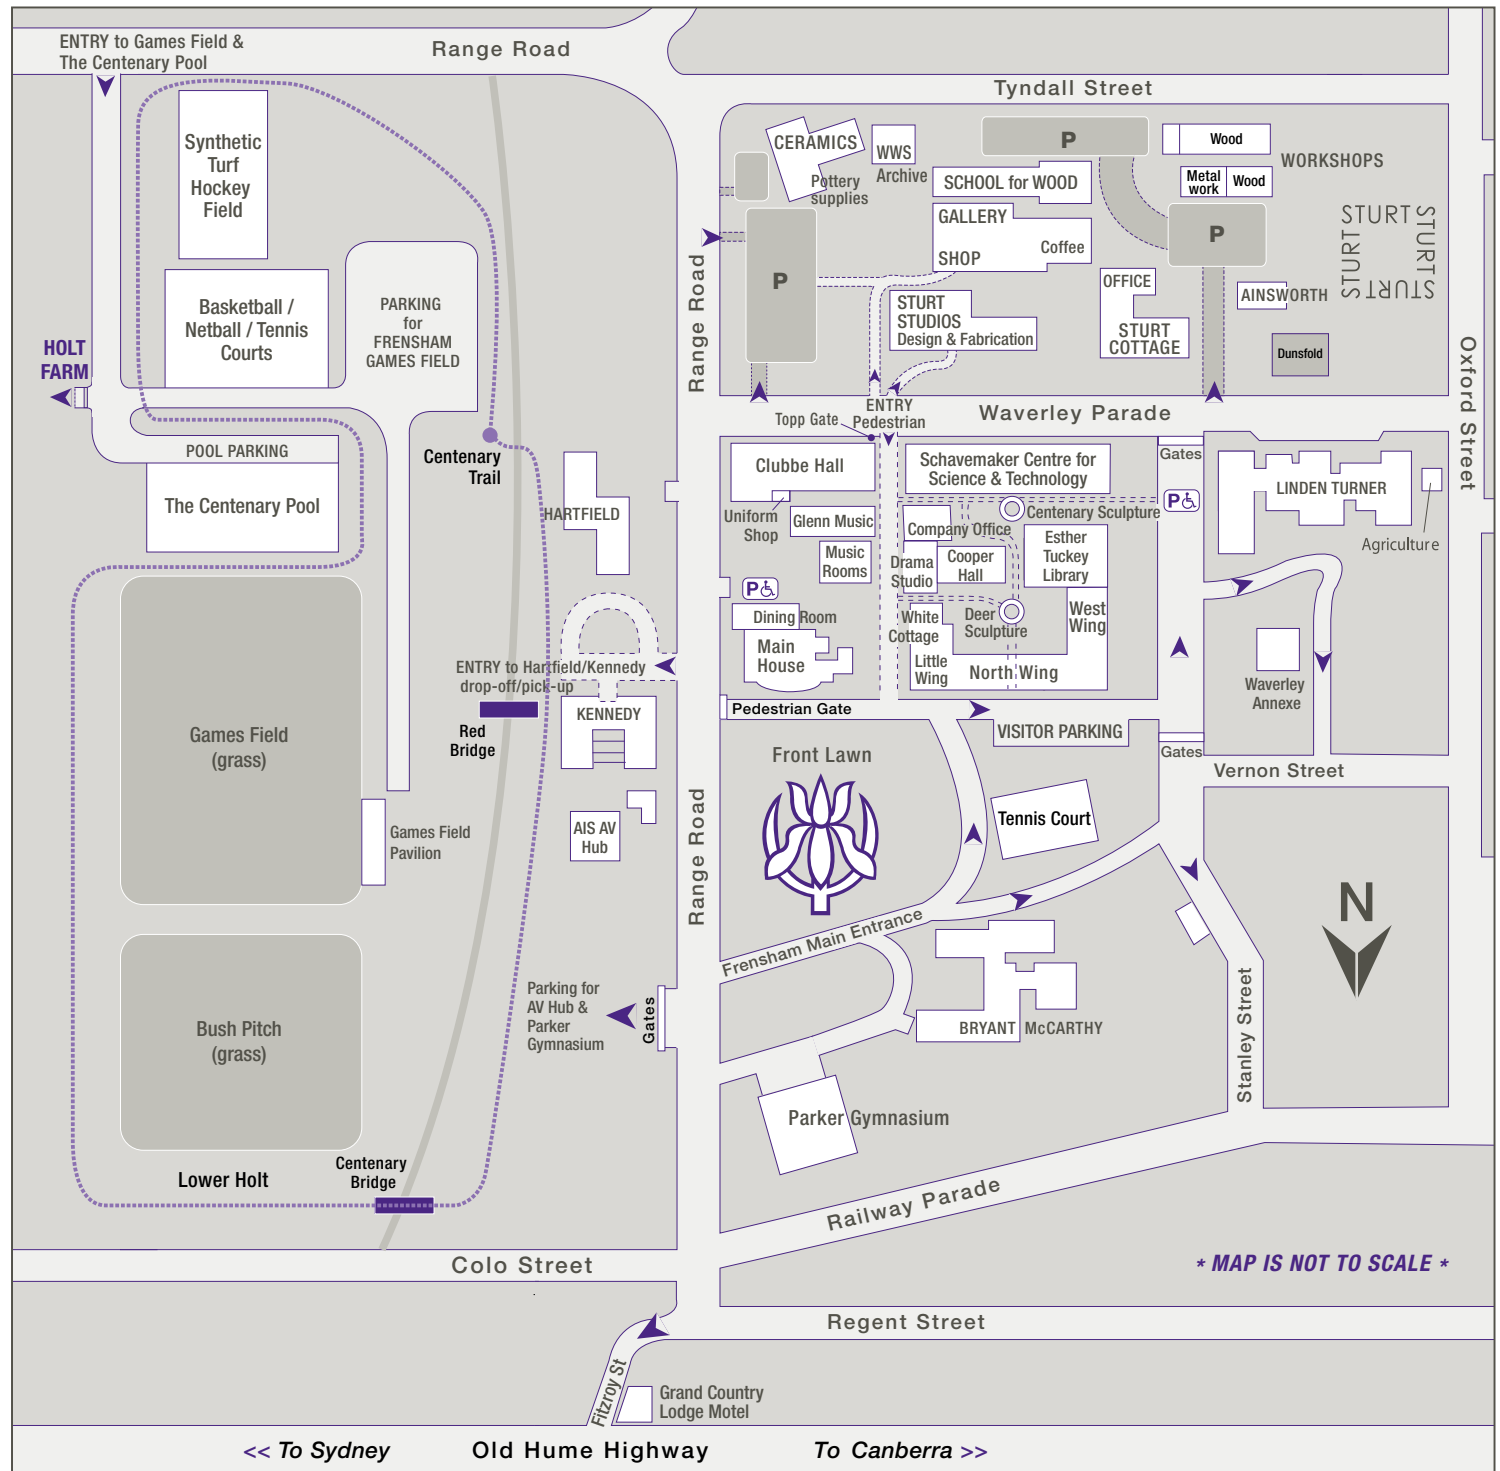 ENTRY to Games Field &
The Centenary Pool
Range Road
Tyndall Street
Synthetic
Turf
Hockey
Field
Basketball /
Netball / Tennis
Courts
PARKING
for
FRENSHAM
GAMES FIELD
HOLT
FARM
POOL PARKING
The Centenary Pool
Centenary
Trail
HARTFIELD
ENTRY to Hartfield/Kennedy
drop-off/pick-up
Red
Bridge
KENNEDY
Games Field
(grass)
Games Field
Pavilion
AIS AV
Hub
Bush Pitch
(grass)
Parking for
AV Hub &
Parker
Gymnasium
Gates
Lower Holt
Centenary
Bridge
Colo Street
Range Road
Range Road
CERAMICS
Pottery
supplies
WWS
Archive
P
SCHOOL for WOOD
GALLERY
SHOP
Coffee
P
STURT
STUDIOS
Design & Fabrication
Wood
WORKSHOPS
Metal
work
Wood
P
STURT
STURT
STURT
STURT
OFFICE
STURT
COTTAGE
AINSWORTH
Dunsfold
Oxford Street
ENTRY
Pedestrian
Waverley Parade
Topp Gate
Clubbe Hall
Uniform
Shop
Glenn Music
Music
Rooms
P
Dining Room
Main
House
Schavemaker Centre for
Science & Technology
Gates
P
Centenary Sculpture
Company Office
Drama
Studio
Cooper
Hall
Esther
Tuckey
Library
White
Cottage
Deer
Sculpture
West
Wing
Little
Wing
North Wing
LINDEN TURNER
Agriculture
Waverley
Annexe
Pedestrian Gate
VISITOR PARKING
Gates
Vernon Street
Front Lawn
Tennis Court
Frensham Main Entrance
BRYANT
McCARTHY
N
Stanley Street
Parker Gymnasium
Railway Parade
* MAP IS NOT TO SCALE *
Regent Street
Fitzroy St
Grand Country
Lodge Motel
<< To Sydney
Old Hume Highway
To Canberra >>